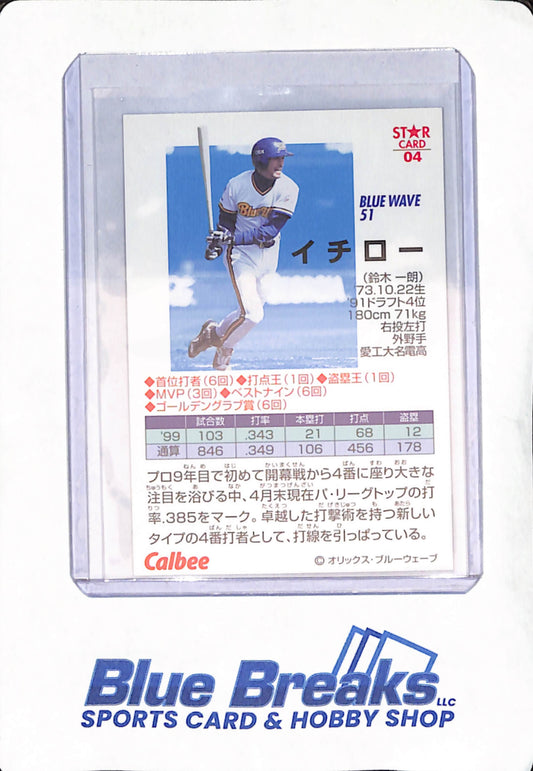 STAR
CARD
04
BLUE WAVE
51
イチロー
(鈴木 一朗)
'73.10.22生
'91ドラフト4位
180cm 71kg
右投左打
外野手
愛工大名電高
◆首位打者(6回)◆打点王(1回)◆盗塁王(1回)
◆MVP(3回)◆ベストナイン(6回)
◆ゴールデングラブ賞(6回)
試合数 打率 本塁打 打点 盗塁
'99 103 .343 21 68 12
通算 846 .349 106 456 178
プロ9年目で初めて開幕戦から4番に座り大きな
注目を浴びる中、4月末現在パ・リーグトップの打
率.385をマーク。卓越した打撃術を持つ新しい
タイプの4番打者として、打線を引っぱっている。
Calbee
©オリックス・ブルーウェーブ
Blue Breaks LLC
SPORTS CARD & HOBBY SHOP